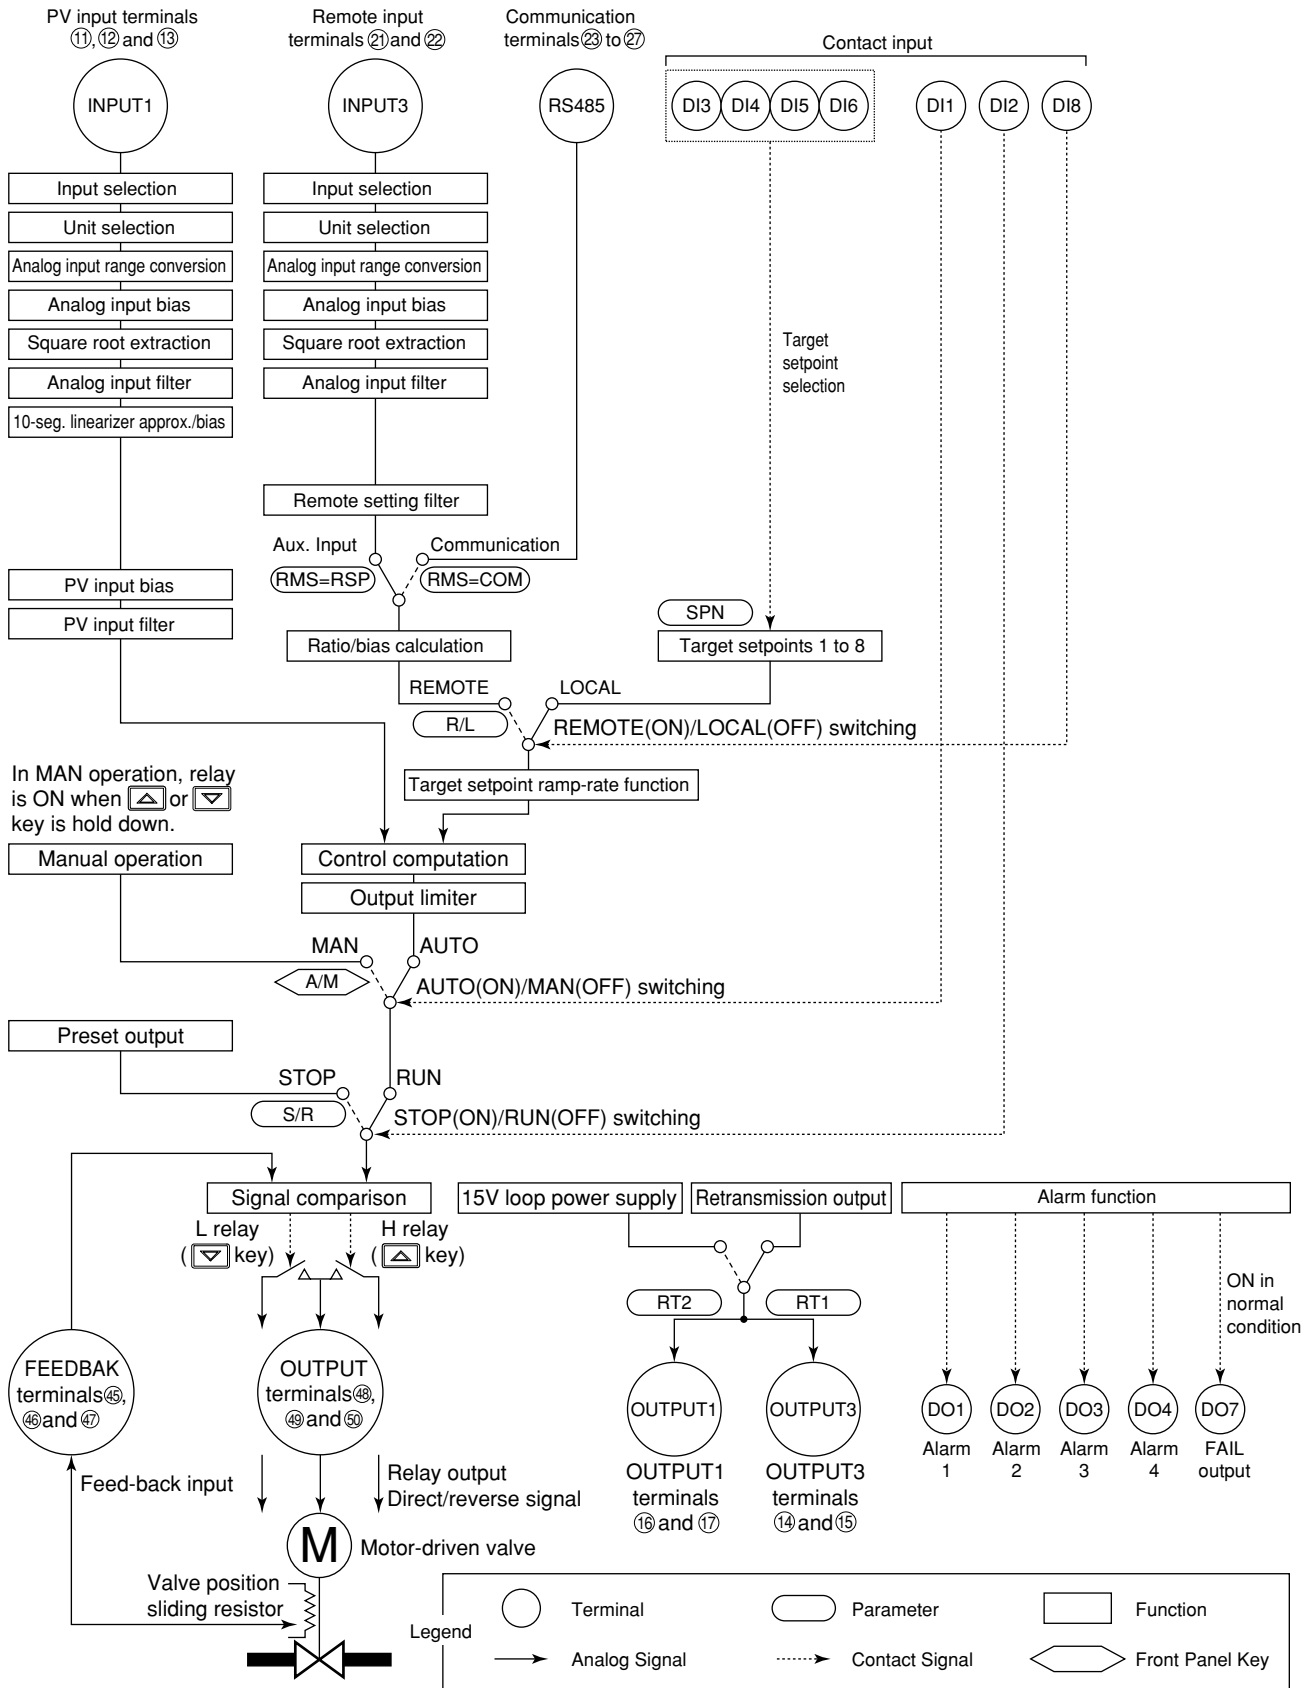 PV input terminals
⑪, ⑫ and ⑬
Remote input
terminals ㉑ and ㉒
Communication
terminals ㉓ to ㉗
Contact input
INPUT1
INPUT3
RS485
DI3
DI4
DI5
DI6
DI1
DI2
DI8
Input selection
Unit selection
Analog input range conversion
Analog input bias
Square root extraction
Analog input filter
10-seg. linearizer approx./bias
Input selection
Unit selection
Analog input range conversion
Analog input bias
Square root extraction
Analog input filter
Target
setpoint
selection
Remote setting filter
Aux. Input
Communication
RMS=RSP
RMS=COM
PV input bias
PV input filter
SPN
Ratio/bias calculation
Target setpoints 1 to 8
REMOTE
LOCAL
R/L
REMOTE(ON)/LOCAL(OFF) switching
Target setpoint ramp-rate function
In MAN operation, relay
is ON when △ or ▽
key is hold down.
Manual operation
Control computation
Output limiter
MAN
AUTO
A/M
AUTO(ON)/MAN(OFF) switching
Preset output
STOP
RUN
S/R
STOP(ON)/RUN(OFF) switching
Signal comparison
15V loop power supply
Retransmission output
Alarm function
L relay
( ▽ key)
H relay
( △ key)
RT2
RT1
ON in
normal
condition
FEEDBAK
terminals ㊺,
㊻ and ㊼
OUTPUT
terminals ㊽,
㊾ and ㊿
OUTPUT1
OUTPUT3
DO1
DO2
DO3
DO4
DO7
Alarm
1
Alarm
2
Alarm
3
Alarm
4
FAIL
output
OUTPUT1
terminals
⑯ and ⑰
OUTPUT3
terminals
⑭ and ⑮
Feed-back input
Relay output
Direct/reverse signal
M
Motor-driven valve
Valve position
sliding resistor
Legend
Terminal
Parameter
Function
Analog Signal
Contact Signal
Front Panel Key